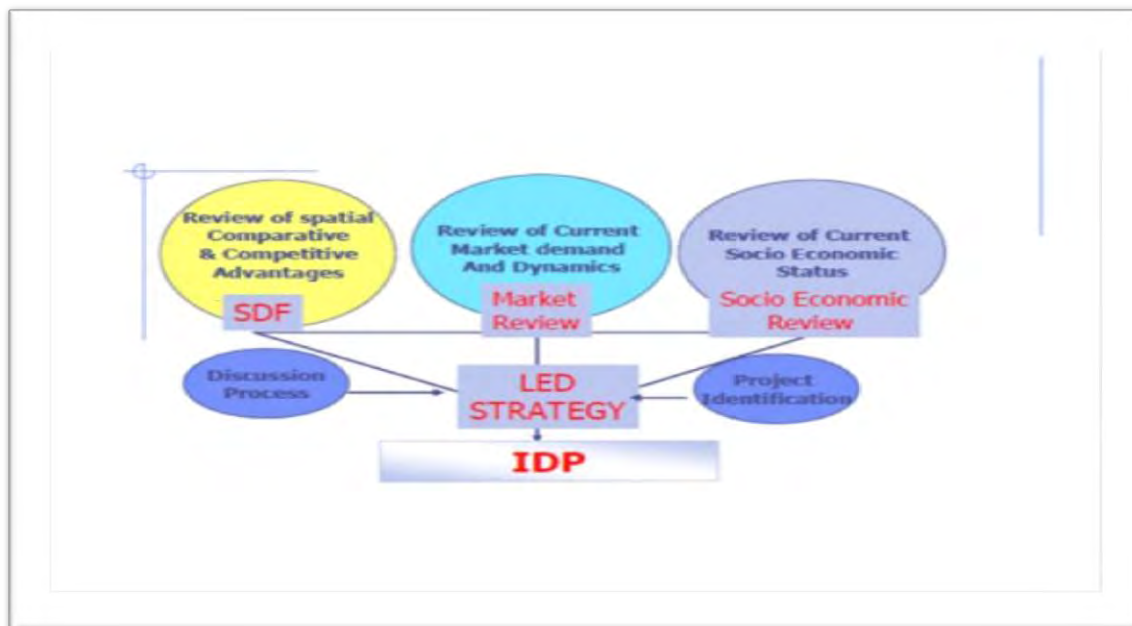 Review of spatial
Comparative
& Competitive
Advantages
SDF
Review of Current
Market demand
And Dynamics
Market
Review
Review of Current
Socio Economic
Status
Socio Economic
Review
Discussion
Process
LED
STRATEGY
Project
Identification
IDP